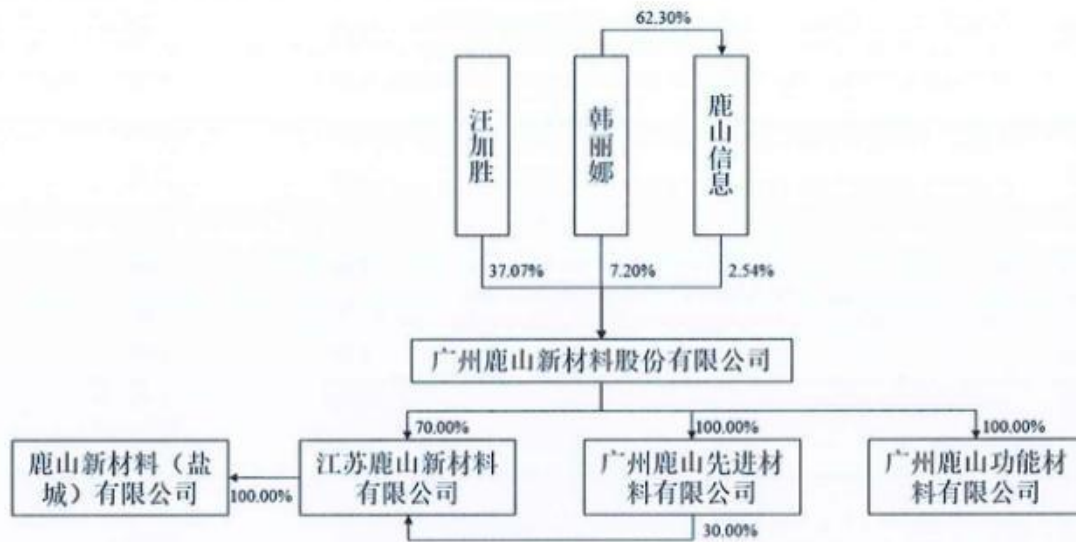 62.30%
汪加胜
韩丽娜
鹿山信息
37.07%
7.20%
2.54%
广州鹿山新材料股份有限公司
70.00%
100.00%
100.00%
鹿山新材料（盐
城）有限公司
100.00%
江苏鹿山新材料
有限公司
广州鹿山先进材
料有限公司
广州鹿山功能材
料有限公司
30.00%